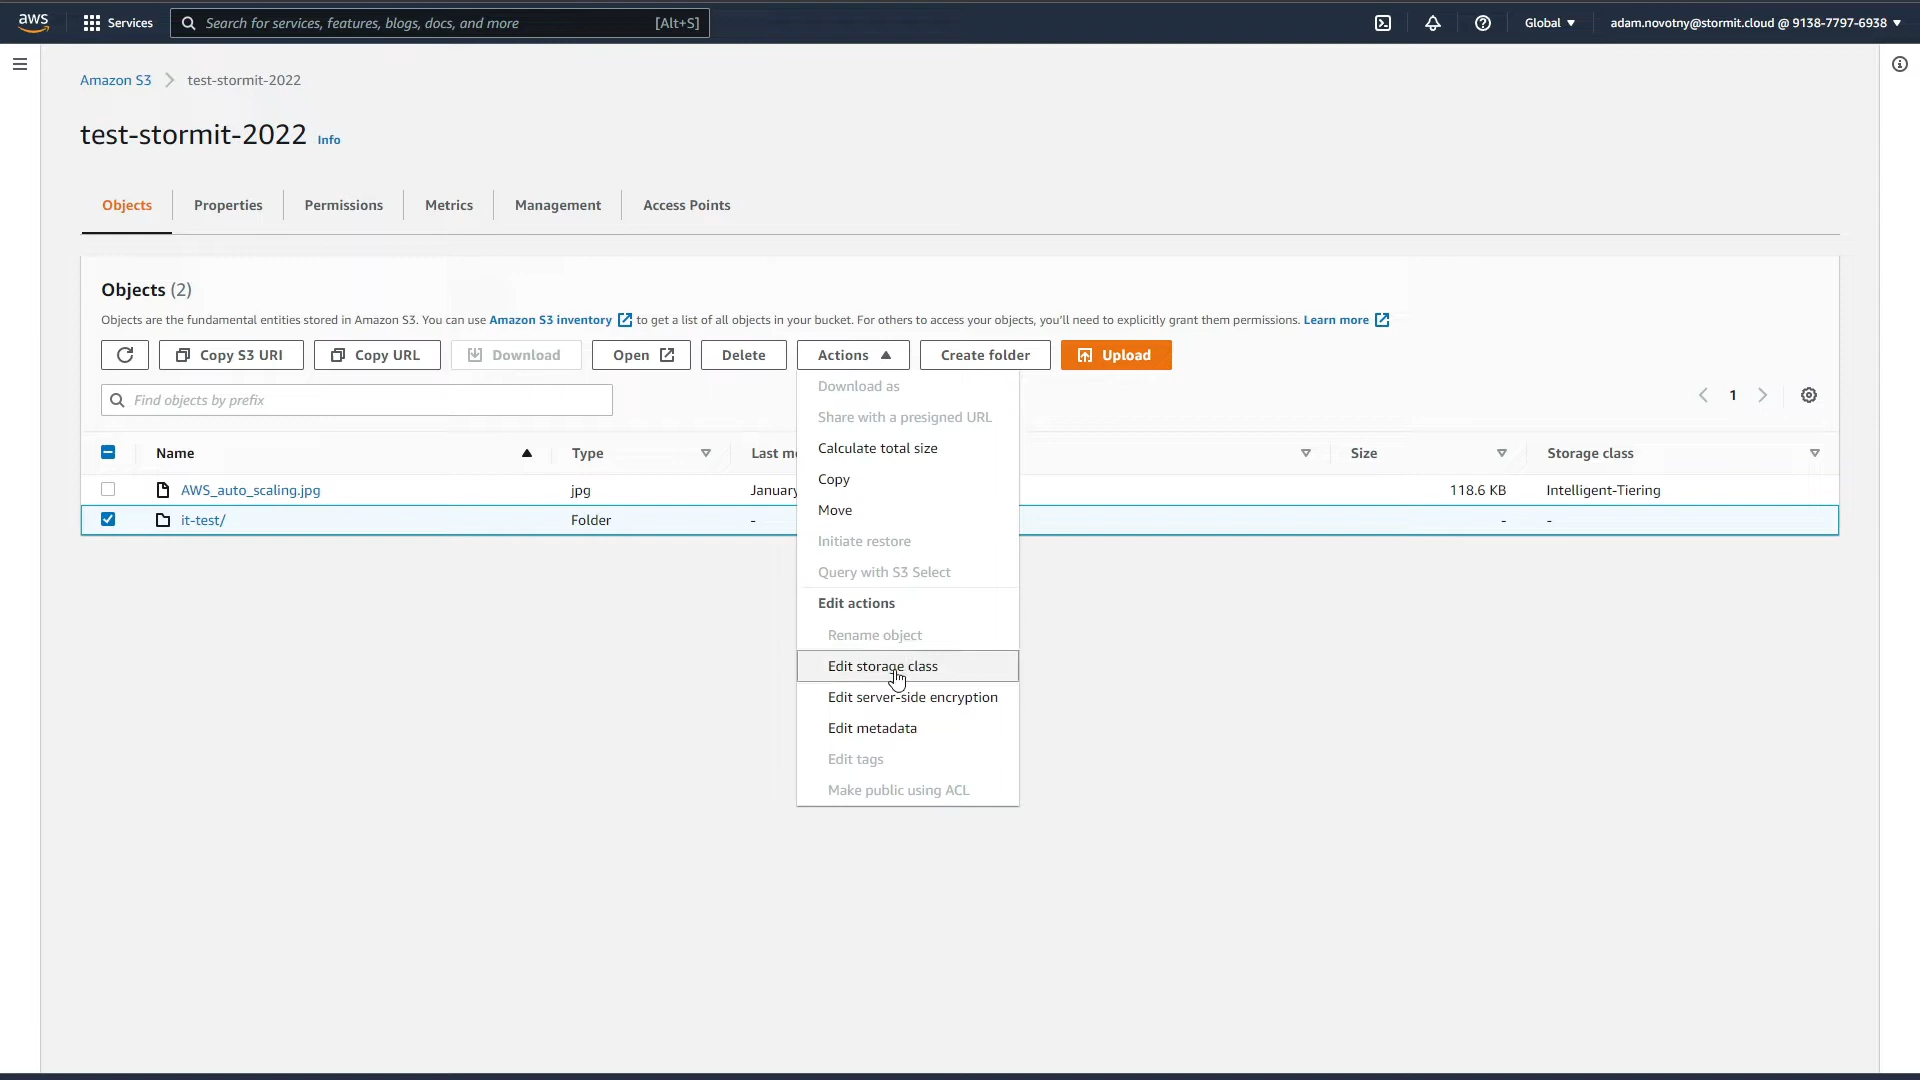 aws Services Search for services, features, blogs, docs, and more [Alt+S] Global adam.novotny@stormit.cloud @ 9138-7797-6938
Amazon S3 test-stormit-2022
test-stormit-2022 Info
Objects Properties Permissions Metrics Management Access Points
Objects (2)
Objects are the fundamental entities stored in Amazon S3. You can use Amazon S3 inventory to get a list of all objects in your bucket. For others to access your objects, you'll need to explicitly grant them permissions. Learn more
Copy S3 URI Copy URL Download Open Delete Actions Create folder Upload
Download as
Find objects by prefix 1
Share with a presigned URL
Calculate total size
Name Type Last mo Size Storage class
Copy
AWS_auto_scaling.jpg jpg January 118.6 KB Intelligent-Tiering
Move
it-test/ Folder - - -
Initiate restore
Query with S3 Select
Edit actions
Rename object
Edit storage class
Edit server-side encryption
Edit metadata
Edit tags
Make public using ACL